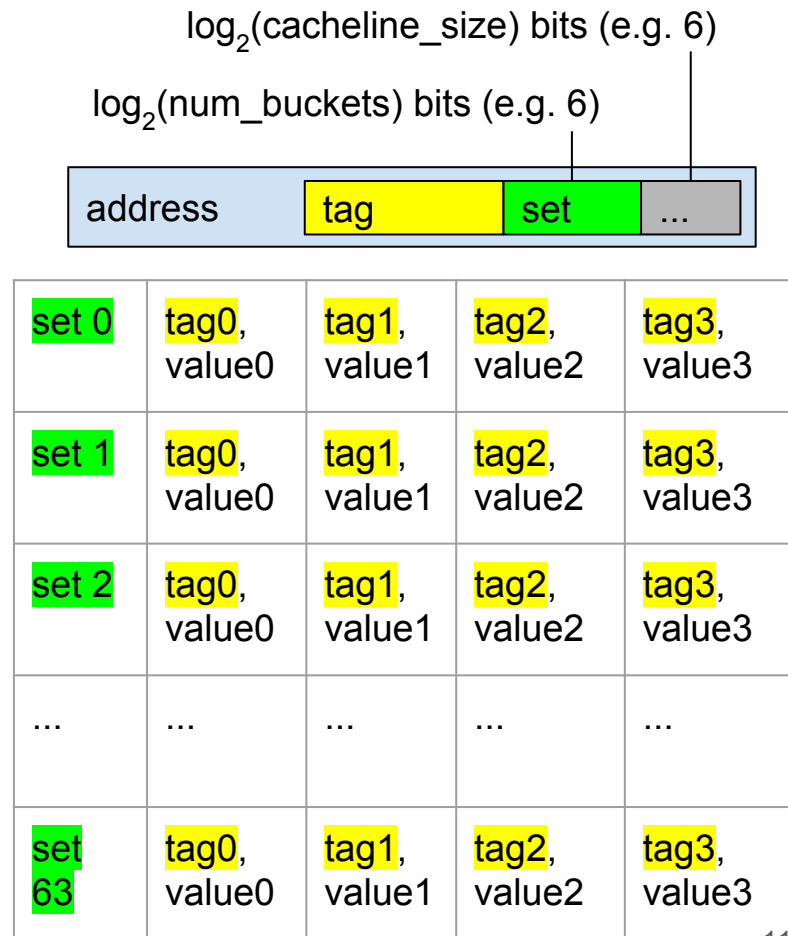 log2(cacheline_size) bits (e.g. 6)
log2(num_buckets) bits (e.g. 6)
address tag set ...
set 0 tag0, tag1, tag2, tag3,
value0 value1 value2 value3
set 1 tag0, tag1, tag2, tag3,
value0 value1 value2 value3
set 2 tag0, tag1, tag2, tag3,
value0 value1 value2 value3
... ... ... ... ...
set tag0, tag1, tag2, tag3,
63 value0 value1 value2 value3